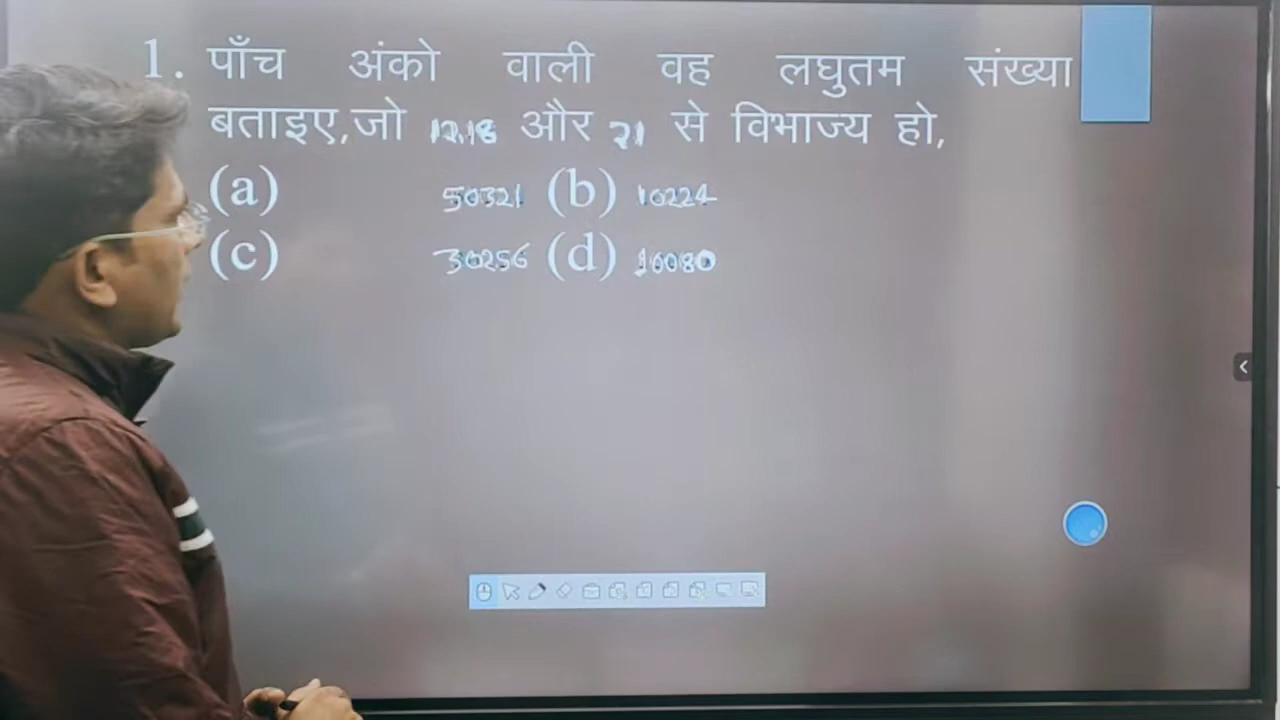 1. पाँच अंको वाली वह लघुतम संख्या
बताइए,जो 12,18 और 21 से विभाज्य हो,
(a) 50321 (b) 10224
(c) 30256 (d) 10080